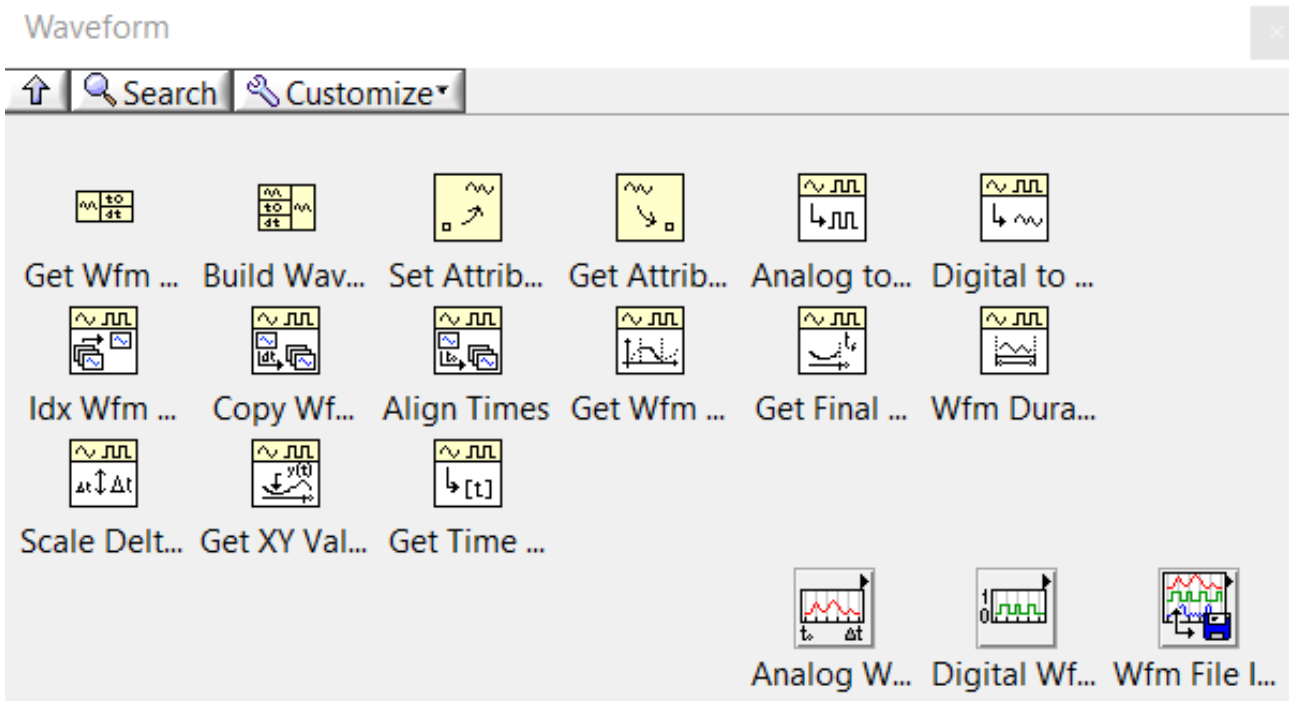 Waveform
Search Customize
Get Wfm ... Build Wav... Set Attrib... Get Attrib... Analog to... Digital to ...
Idx Wfm ... Copy Wf... Align Times Get Wfm ... Get Final ... Wfm Dura...
Scale Delt... Get XY Val... Get Time ...
Analog W... Digital Wf... Wfm File I...